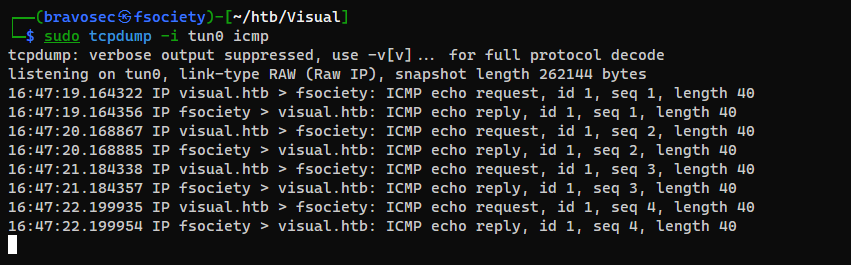 ┌──(bravosec㉿fsociety)-[~/htb/Visual]
└─$ sudo tcpdump -i tun0 icmp
tcpdump: verbose output suppressed, use -v[v]... for full protocol decode
listening on tun0, link-type RAW (Raw IP), snapshot length 262144 bytes
16:47:19.164322 IP visual.htb > fsociety: ICMP echo request, id 1, seq 1, length 40
16:47:19.164356 IP fsociety > visual.htb: ICMP echo reply, id 1, seq 1, length 40
16:47:20.168867 IP visual.htb > fsociety: ICMP echo request, id 1, seq 2, length 40
16:47:20.168885 IP fsociety > visual.htb: ICMP echo reply, id 1, seq 2, length 40
16:47:21.184338 IP visual.htb > fsociety: ICMP echo request, id 1, seq 3, length 40
16:47:21.184357 IP fsociety > visual.htb: ICMP echo reply, id 1, seq 3, length 40
16:47:22.199935 IP visual.htb > fsociety: ICMP echo request, id 1, seq 4, length 40
16:47:22.199954 IP fsociety > visual.htb: ICMP echo reply, id 1, seq 4, length 40